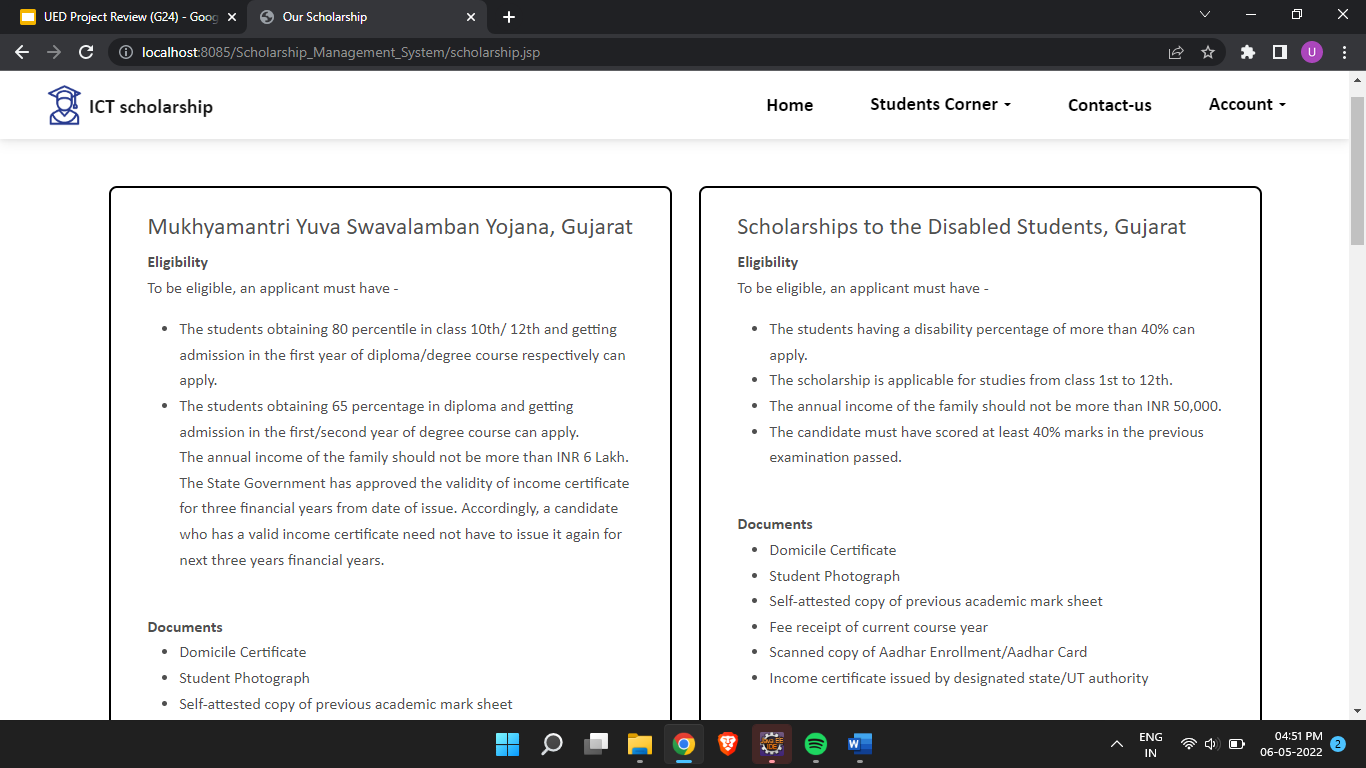 UED Project Review (G24) - Goog
Our Scholarship
localhost:8085/Scholarship_Management_System/scholarship.jsp
U
ICT scholarship
Home
Students Corner
Contact-us
Account
Mukhyamantri Yuva Swavalamban Yojana, Gujarat
Eligibility
To be eligible, an applicant must have -
• The students obtaining 80 percentile in class 10th/ 12th and getting
admission in the first year of diploma/degree course respectively can
apply.
• The students obtaining 65 percentage in diploma and getting
admission in the first/second year of degree course can apply.
The annual income of the family should not be more than INR 6 Lakh.
The State Government has approved the validity of income certificate
for three financial years from date of issue. Accordingly, a candidate
who has a valid income certificate need not have to issue it again for
next three years financial years.
Documents
• Domicile Certificate
• Student Photograph
• Self-attested copy of previous academic mark sheet
Scholarships to the Disabled Students, Gujarat
Eligibility
To be eligible, an applicant must have -
• The students having a disability percentage of more than 40% can
apply.
• The scholarship is applicable for studies from class 1st to 12th.
• The annual income of the family should not be more than INR 50,000.
• The candidate must have scored at least 40% marks in the previous
examination passed.
Documents
• Domicile Certificate
• Student Photograph
• Self-attested copy of previous academic mark sheet
• Fee receipt of current course year
• Scanned copy of Aadhar Enrollment/Aadhar Card
• Income certificate issued by designated state/UT authority
ENG
IN
04:51 PM
06-05-2022
2